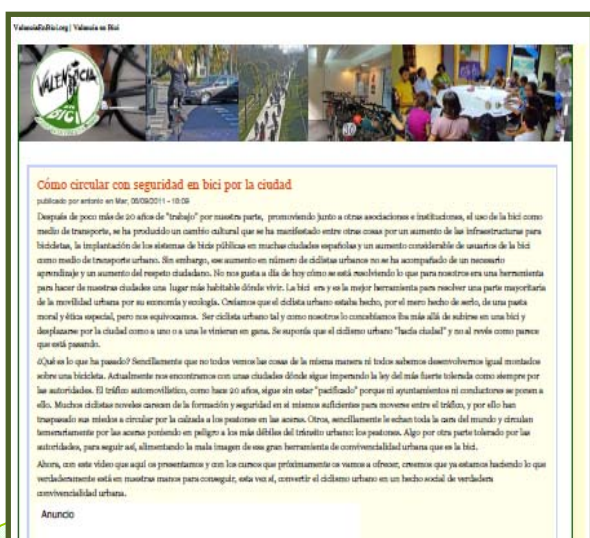 ValenciaEnBici.org | Valencia en Bici
VALENCIA
en
BICI
Cómo circular con seguridad en bici por la ciudad
publicado por antonio en Mar, 06/09/2011 - 18:09
Después de poco más de 20 años de "trabajo" por nuestra parte, promoviendo junto a otras asociaciones e instituciones, el uso de la bici como
medio de transporte, se ha producido un cambio cultural que se ha manifestado entre otras cosas por un aumento de las infraestructuras para
bicicletas, la implantación de los sistemas de bicis públicas en muchas ciudades españolas y un aumento considerable de usuarios de la bici
como medio de transporte urbano. Sin embargo, ese aumento en número de ciclistas urbanos no se ha acompañado de un necesario
aprendizaje y un aumento del respeto ciudadano. No nos gusta a día de hoy cómo se está resolviendo lo que para nosotros era una herramienta
para hacer de nuestras ciudades una lugar más habitable dónde vivir. La bici era y es la mejor herramienta para resolver una parte mayoritaria
de la movilidad urbana por su economía y ecología. Creíamos que el ciclista urbano estaba hecho, por el mero hecho de serlo, de una pasta
moral y ética especial, pero nos equivocamos. Ser ciclista urbano tal y como nosotros lo concebíamos iba más allá de subirse en una bici y
desplazarse por la ciudad como a uno o a una le vinieran en gana. Se suponía que el ciclismo urbano "hacía ciudad" y no al revés como parece
que está pasando.
¿Qué es lo que ha pasado? Sencillamente que no todos vemos las cosas de la misma manera ni todos sabemos desenvolvernos igual montados
sobre una bicicleta. Actualmente nos encontramos con unas ciudades dónde sigue imperando la ley del más fuerte tolerada como siempre por
las autoridades. El tráfico automovilístico, como hace 20 años, sigue sin estar "pacificado" porque ni ayuntamientos ni conductores se ponen a
ello. Muchos ciclistas noveles carecen de la formación y seguridad en si mismos suficientes para moverse entre el tráfico, y por ello han
traspasado sus miedos a circular por la calzada a los peatones en las aceras. Otros, sencillamente le echan toda la cara del mundo y circulan
temerariamente por las aceras poniendo en peligro a los más débiles del tránsito urbano: los peatones. Algo por otra parte tolerado por las
autoridades, para seguir así, alimentando la mala imagen de esa gran herramienta de convivencialidad urbana que es la bici.
Ahora, con este vídeo que aquí os presentamos y con los cursos que próximamente os vamos a ofrecer, creemos que ya estamos haciendo lo que
verdaderamente está en nuestras manos para conseguir, esta vez sí, convertir el ciclismo urbano en un hecho social de verdadera
convivencialidad urbana.
Anuncio